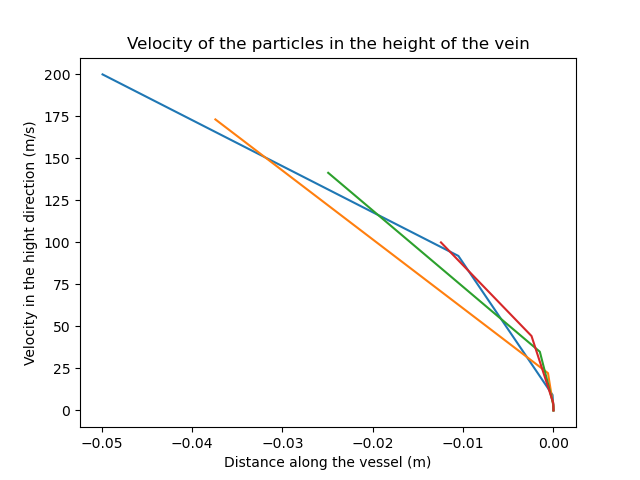 Velocity of the particles in the height of the vein
Velocity in the hight direction (m/s)
200
175
150
125
100
75
50
25
0
−0.05 −0.04 −0.03 −0.02 −0.01 0.00
Distance along the vessel (m)